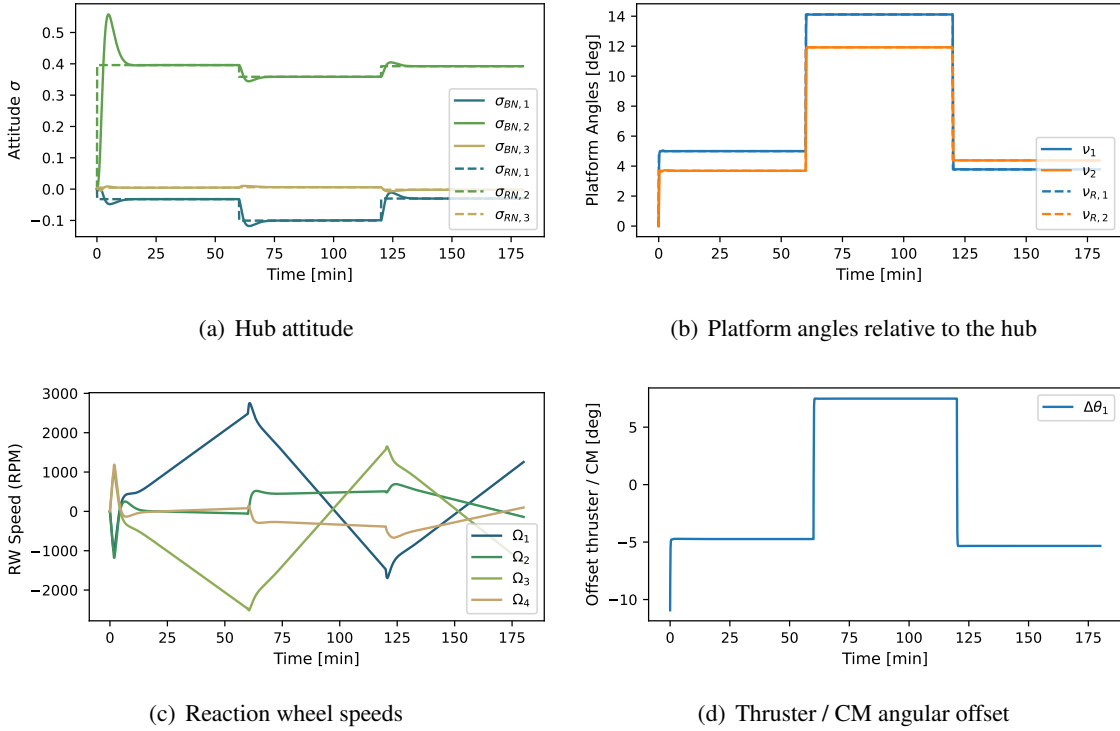 0.5
0.4
0.3
0.2
0.1
0.0
−0.1
Attitude σ
σBN, 1
σBN, 2
σBN, 3
σRN, 1
σRN, 2
σRN, 3
0 25 50 75 100 125 150 175
Time [min]
(a) Hub attitude
14
12
10
8
6
4
2
0
Platform Angles [deg]
ν1
ν2
νR, 1
νR, 2
0 25 50 75 100 125 150 175
Time [min]
(b) Platform angles relative to the hub
3000
2000
1000
0
−1000
−2000
RW Speed (RPM)
Ω1
Ω2
Ω3
Ω4
0 25 50 75 100 125 150 175
Time [min]
(c) Reaction wheel speeds
5
0
−5
−10
Offset thruster / CM [deg]
Δθ1
0 25 50 75 100 125 150 175
Time [min]
(d) Thruster / CM angular offset